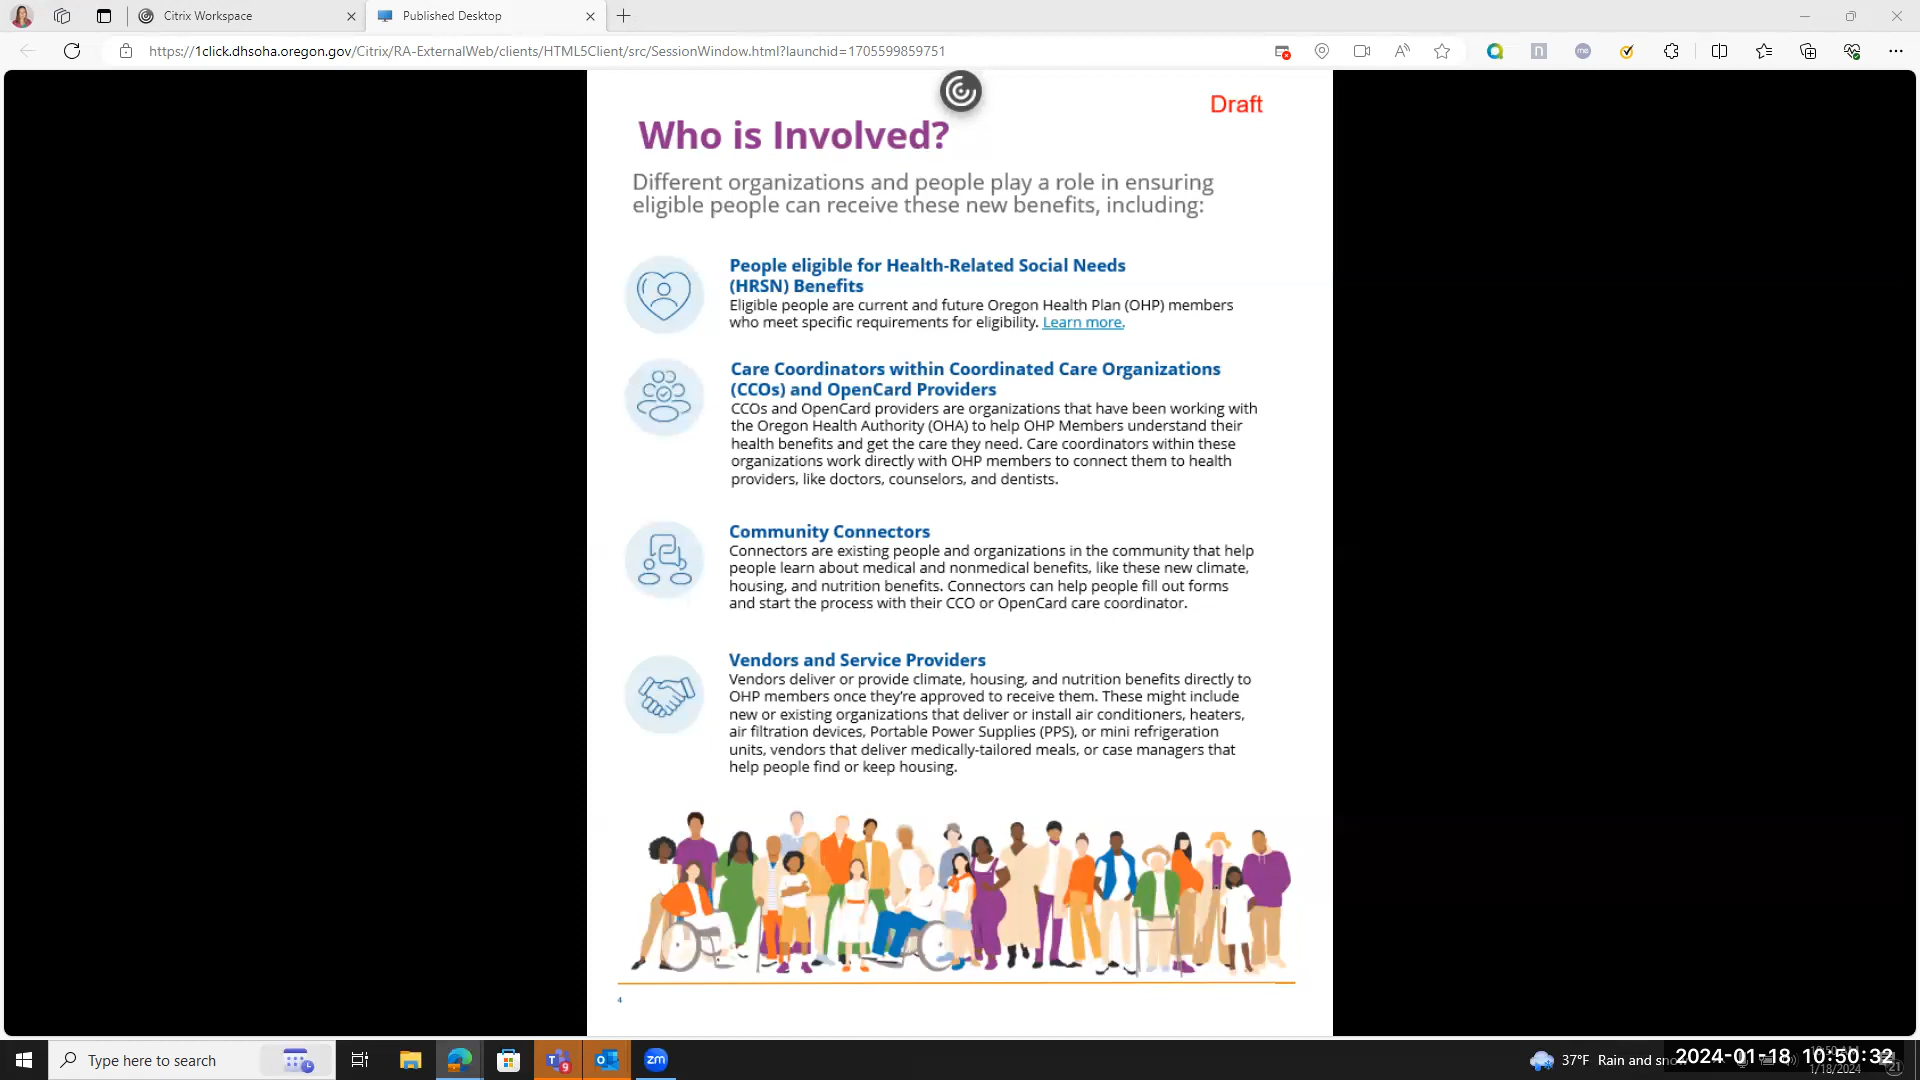 Citrix Workspace
Published Desktop
https://1click.dhsoha.oregon.gov/Citrix/RA-ExternalWeb/clients/HTML5Client/src/SessionWindow.html?launchid=1705599859751
Draft
Who is Involved?
Different organizations and people play a role in ensuring
eligible people can receive these new benefits, including:
People eligible for Health-Related Social Needs
(HRSN) Benefits
Eligible people are current and future Oregon Health Plan (OHP) members
who meet specific requirements for eligibility. Learn more.
Care Coordinators within Coordinated Care Organizations
(CCOs) and OpenCard Providers
CCOs and OpenCard providers are organizations that have been working with
the Oregon Health Authority (OHA) to help OHP Members understand their
health benefits and get the care they need. Care coordinators within these
organizations work directly with OHP members to connect them to health
providers, like doctors, counselors, and dentists.
Community Connectors
Connectors are existing people and organizations in the community that help
people learn about medical and nonmedical benefits, like these new climate,
housing, and nutrition benefits. Connectors can help people fill out forms
and start the process with their CCO or OpenCard care coordinator.
Vendors and Service Providers
Vendors deliver or provide climate, housing, and nutrition benefits directly to
OHP members once they're approved to receive them. These might include
new or existing organizations that deliver or install air conditioners, heaters,
air filtration devices, Portable Power Supplies (PPS), or mini refrigeration
units, vendors that deliver medically-tailored meals, or case managers that
help people find or keep housing.
4
Type here to search
zm
37°F Rain and
2024-01-18 10:50:32
1/18/2024
21